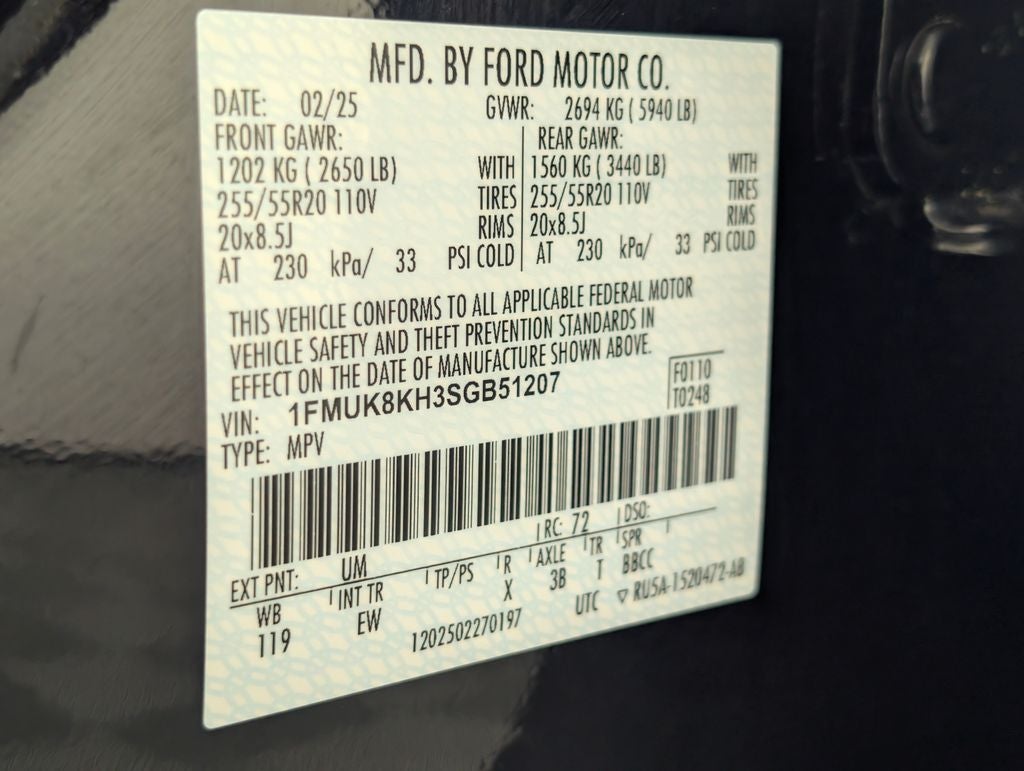 MFD. BY FORD MOTOR CO.
DATE: 02/25 GVWR: 2694 KG ( 5940 LB)
FRONT GAWR: REAR GAWR:
1202 KG ( 2650 LB) WITH 1560 KG ( 3440 LB) WITH
255/55R20 110V TIRES 255/55R20 110V TIRES
20x8.5J RIMS 20x8.5J RIMS
AT 230 kPa/ 33 PSI COLD AT 230 kPa/ 33 PSI COLD
THIS VEHICLE CONFORMS TO ALL APPLICABLE FEDERAL MOTOR
VEHICLE SAFETY AND THEFT PREVENTION STANDARDS IN
EFFECT ON THE DATE OF MANUFACTURE SHOWN ABOVE.
VIN: 1FMUK8KH3SGB51207 F0110
TYPE: MPV T0248
EXT PNT: UM RC: 72 DSO:
WB INT TR TP/PS R AXLE TR SPR
119 EW X 3B T BBCC
1202502270197 UTC ▽ RU5A-1520472-AB